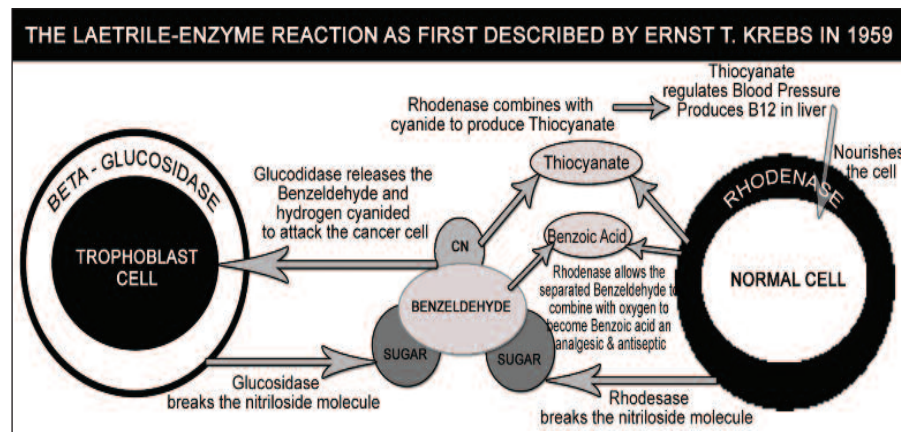 THE LAETRILE-ENZYME REACTION AS FIRST DESCRIBED BY ERNST T. KREBS IN 1959
Thiocyanate
regulates Blood Pressure
Produces B12 in liver
Rhodenase combines with
cyanide to produce Thiocyanate
Nourishes
the cell
BETA - GLUCOSIDASE
TROPHOBLAST
CELL
Glucodidase releases the
Benzeldehyde and
hydrogen cyanided
to attack the cancer cell
Thiocyanate
CN
Benzoic Acid
BENZELDEHYDE
SUGAR
SUGAR
Rhodenase allows the
separated Benzeldehyde to
combine with oxygen to
become Benzoic acid an
analgesic & antiseptic
RHODENASE
NORMAL CELL
Glucosidase
breaks the nitriloside molecule
Rhodesase
breaks the nitriloside molecule